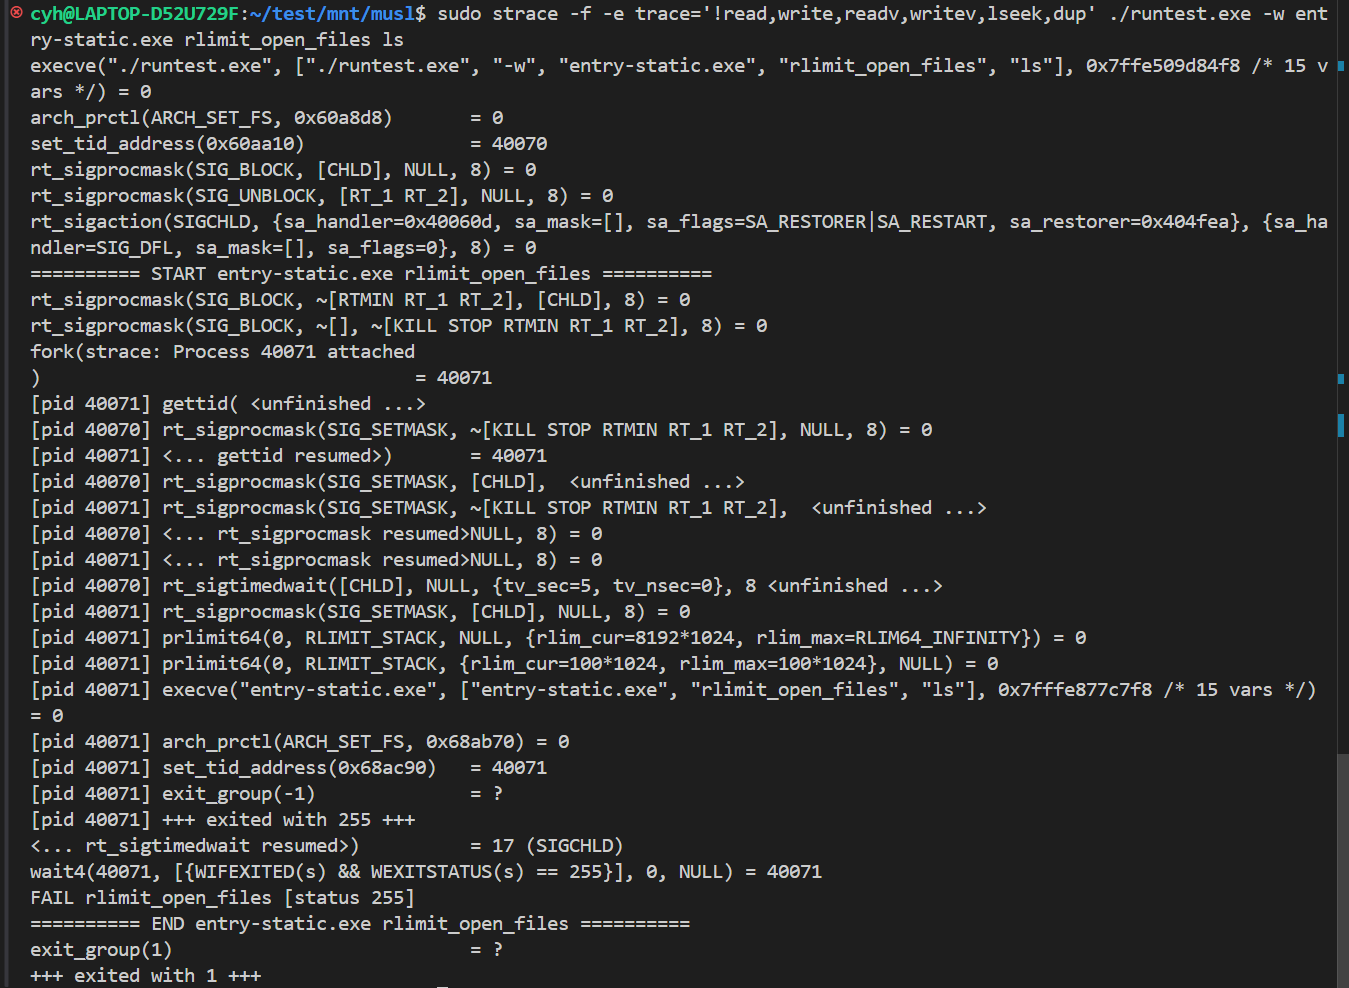 cyh@LAPTOP-D52U729F:~/test/mnt/musl$ sudo strace -f -e trace='!read,write,readv,writev,lseek,dup' ./runtest.exe -w ent
ry-static.exe rlimit_open_files ls
execve("./runtest.exe", ["./runtest.exe", "-w", "entry-static.exe", "rlimit_open_files", "ls"], 0x7ffe509d84f8 /* 15 v
ars */) = 0
arch_prctl(ARCH_SET_FS, 0x60a8d8)       = 0
set_tid_address(0x60aa10)               = 40070
rt_sigprocmask(SIG_BLOCK, [CHLD], NULL, 8) = 0
rt_sigprocmask(SIG_UNBLOCK, [RT_1 RT_2], NULL, 8) = 0
rt_sigaction(SIGCHLD, {sa_handler=0x40060d, sa_mask=[], sa_flags=SA_RESTORER|SA_RESTART, sa_restorer=0x404fea}, {sa_ha
ndler=SIG_DFL, sa_mask=[], sa_flags=0}, 8) = 0
========== START entry-static.exe rlimit_open_files ==========
rt_sigprocmask(SIG_BLOCK, ~[RTMIN RT_1 RT_2], [CHLD], 8) = 0
rt_sigprocmask(SIG_BLOCK, ~[], ~[KILL STOP RTMIN RT_1 RT_2], 8) = 0
fork(strace: Process 40071 attached
)                                  = 40071
[pid 40071] gettid( <unfinished ...>
[pid 40070] rt_sigprocmask(SIG_SETMASK, ~[KILL STOP RTMIN RT_1 RT_2], NULL, 8) = 0
[pid 40071] <... gettid resumed>)       = 40071
[pid 40070] rt_sigprocmask(SIG_SETMASK, [CHLD],  <unfinished ...>
[pid 40071] rt_sigprocmask(SIG_SETMASK, ~[KILL STOP RTMIN RT_1 RT_2],  <unfinished ...>
[pid 40070] <... rt_sigprocmask resumed>NULL, 8) = 0
[pid 40071] <... rt_sigprocmask resumed>NULL, 8) = 0
[pid 40070] rt_sigtimedwait([CHLD], NULL, {tv_sec=5, tv_nsec=0}, 8 <unfinished ...>
[pid 40071] rt_sigprocmask(SIG_SETMASK, [CHLD], NULL, 8) = 0
[pid 40071] prlimit64(0, RLIMIT_STACK, NULL, {rlim_cur=8192*1024, rlim_max=RLIM64_INFINITY}) = 0
[pid 40071] prlimit64(0, RLIMIT_STACK, {rlim_cur=100*1024, rlim_max=100*1024}, NULL) = 0
[pid 40071] execve("entry-static.exe", ["entry-static.exe", "rlimit_open_files", "ls"], 0x7fffe877c7f8 /* 15 vars */)
= 0
[pid 40071] arch_prctl(ARCH_SET_FS, 0x68ab70) = 0
[pid 40071] set_tid_address(0x68ac90)   = 40071
[pid 40071] exit_group(-1)              = ?
[pid 40071] +++ exited with 255 +++
<... rt_sigtimedwait resumed>)          = 17 (SIGCHLD)
wait4(40071, [{WIFEXITED(s) && WEXITSTATUS(s) == 255}], 0, NULL) = 40071
FAIL rlimit_open_files [status 255]
========== END entry-static.exe rlimit_open_files ==========
exit_group(1)                           = ?
+++ exited with 1 +++